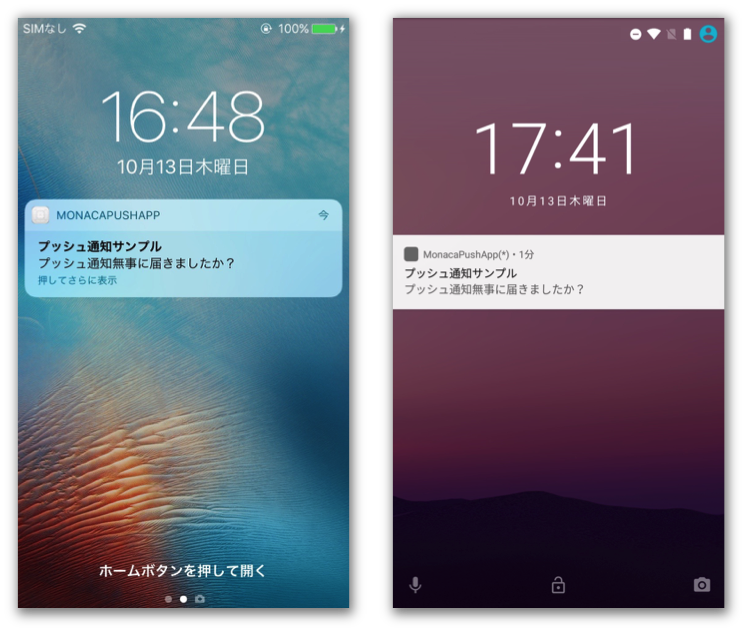 SIMなし 100%
16:48
10月13日木曜日
MONACAPUSHAPP 今
プッシュ通知サンプル
プッシュ通知無事に届きましたか？
押してさらに表示
ホームボタンを押して開く
17:41
10月13日木曜日
MonacaPushApp(*)・1分
プッシュ通知サンプル
プッシュ通知無事に届きましたか？